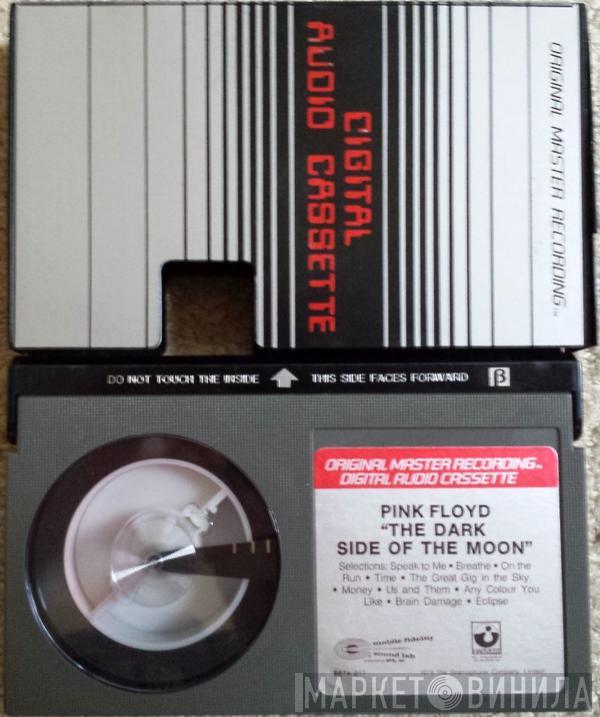 DIGITAL
AUDIO CASSETTE
ORIGINAL MASTER RECORDING™
DO NOT TOUCH THE INSIDE
THIS SIDE FACES FORWARD
β
ORIGINAL MASTER RECORDING™
DIGITAL AUDIO CASSETTE
PINK FLOYD
"THE DARK
SIDE OF THE MOON"
Selections: Speak to Me • Breathe • On the
Run • Time • The Great Gig in the Sky
• Money • Us and Them • Any Colour You
Like • Brain Damage • Eclipse
mobile fidelity
sound lab
МАРКЕТ ВИНИЛА